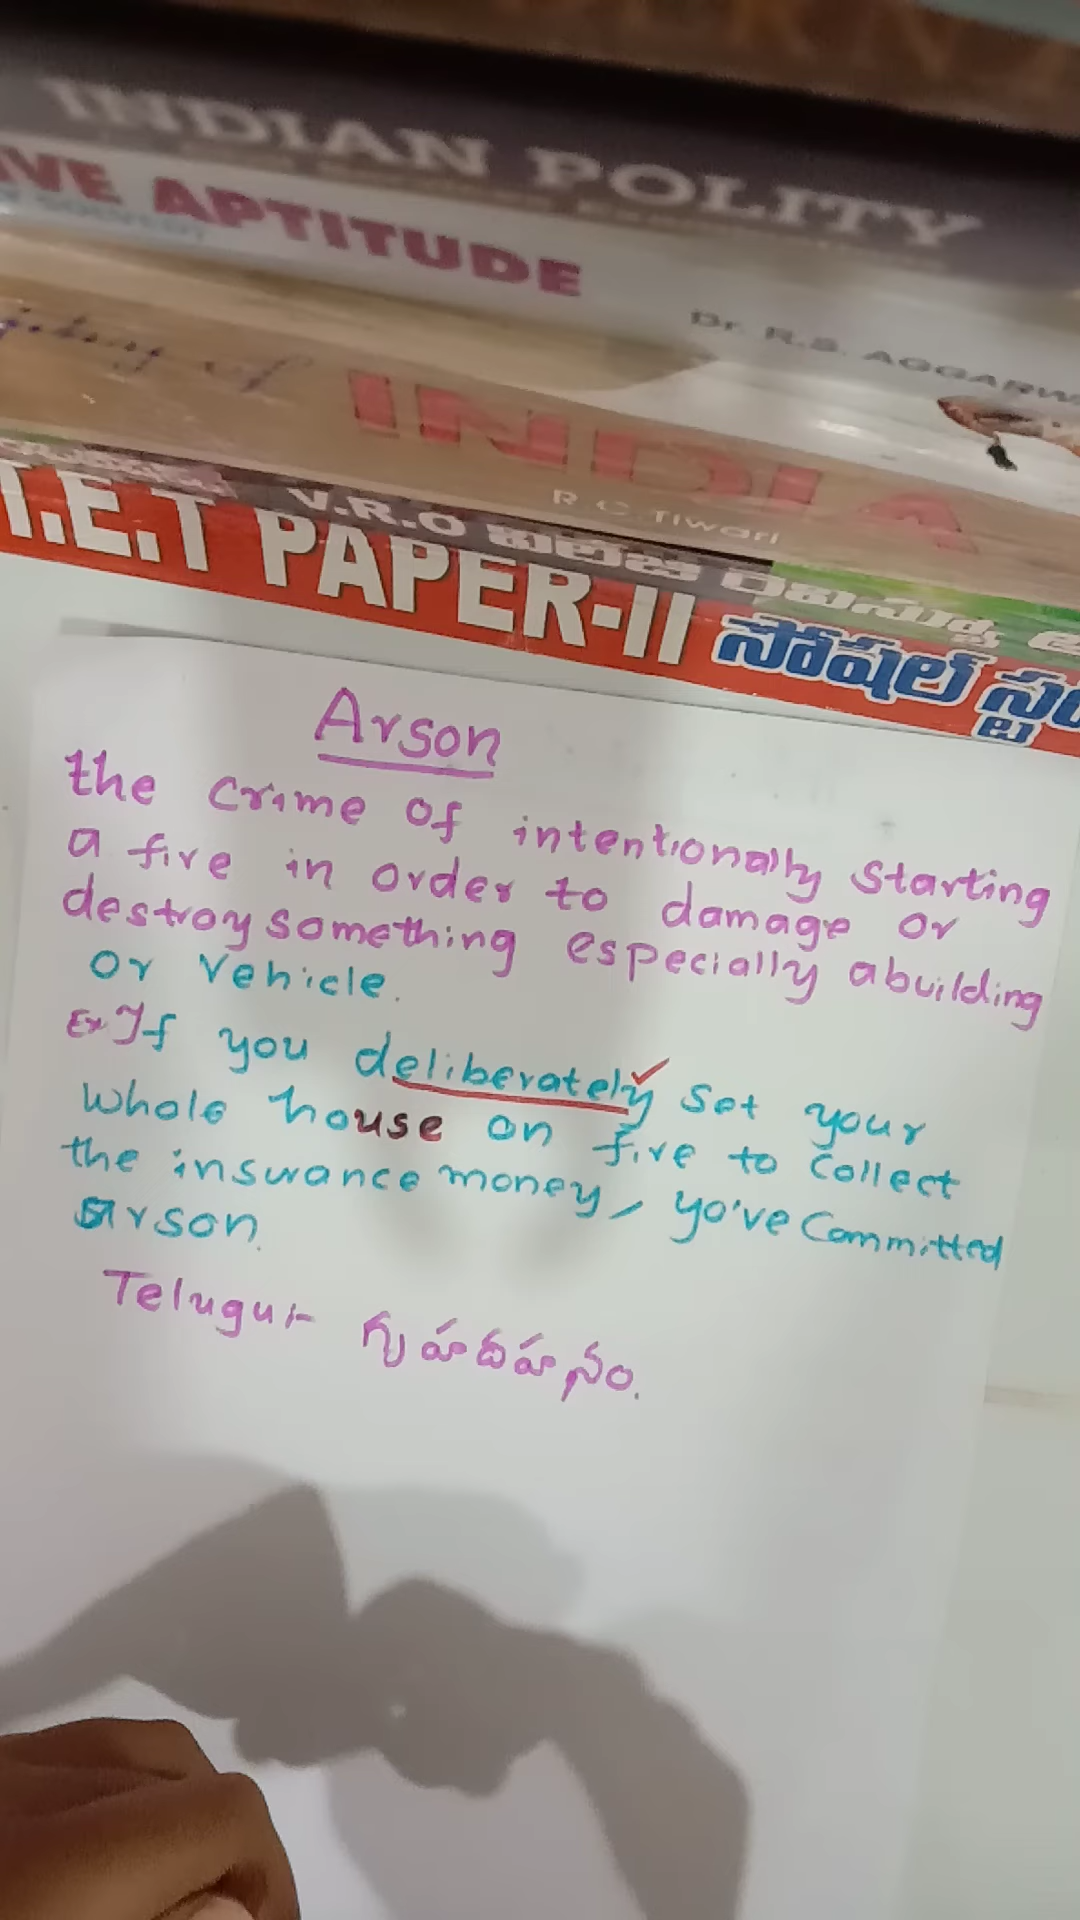 INDIAN POLITY
IVE APTITUDE
Dr. R.S. AGGARW
INDIA
R.C. Tiwari
V.R.O
T.E.T PAPER-II సోషల్
Arson
the crime of intentionally starting
a fire in order to damage or
destroy something especially a building
or Vehicle.
Ex If you deliberately set your
whole house on fire to collect
the insurance money, yo've committed
arson.
Telugu:- గృహదహనం.